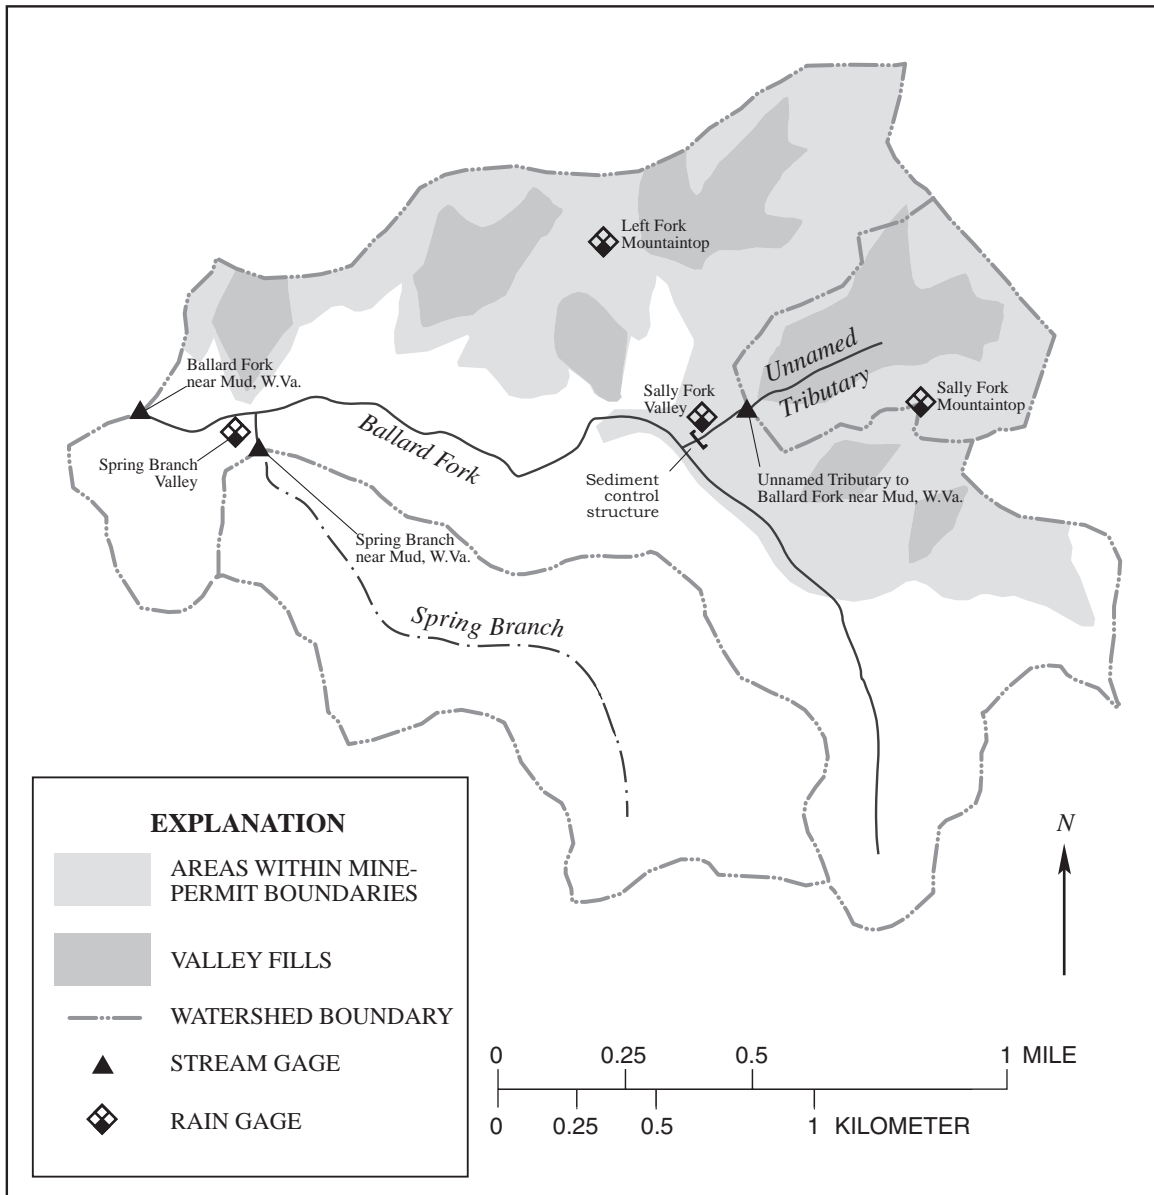 Left Fork
Mountaintop
Unnamed
Tributary
Ballard Fork
near Mud, W.Va.
Sally Fork
Valley
Sally Fork
Mountaintop
Ballard Fork
Spring Branch
Valley
Sediment
control
structure
Unnamed Tributary to
Ballard Fork near Mud, W.Va.
Spring Branch
near Mud, W.Va.
Spring Branch
EXPLANATION
AREAS WITHIN MINE-
PERMIT BOUNDARIES
VALLEY FILLS
WATERSHED BOUNDARY
STREAM GAGE
RAIN GAGE
N
0 0.25 0.5 1 MILE
0 0.25 0.5 1 KILOMETER